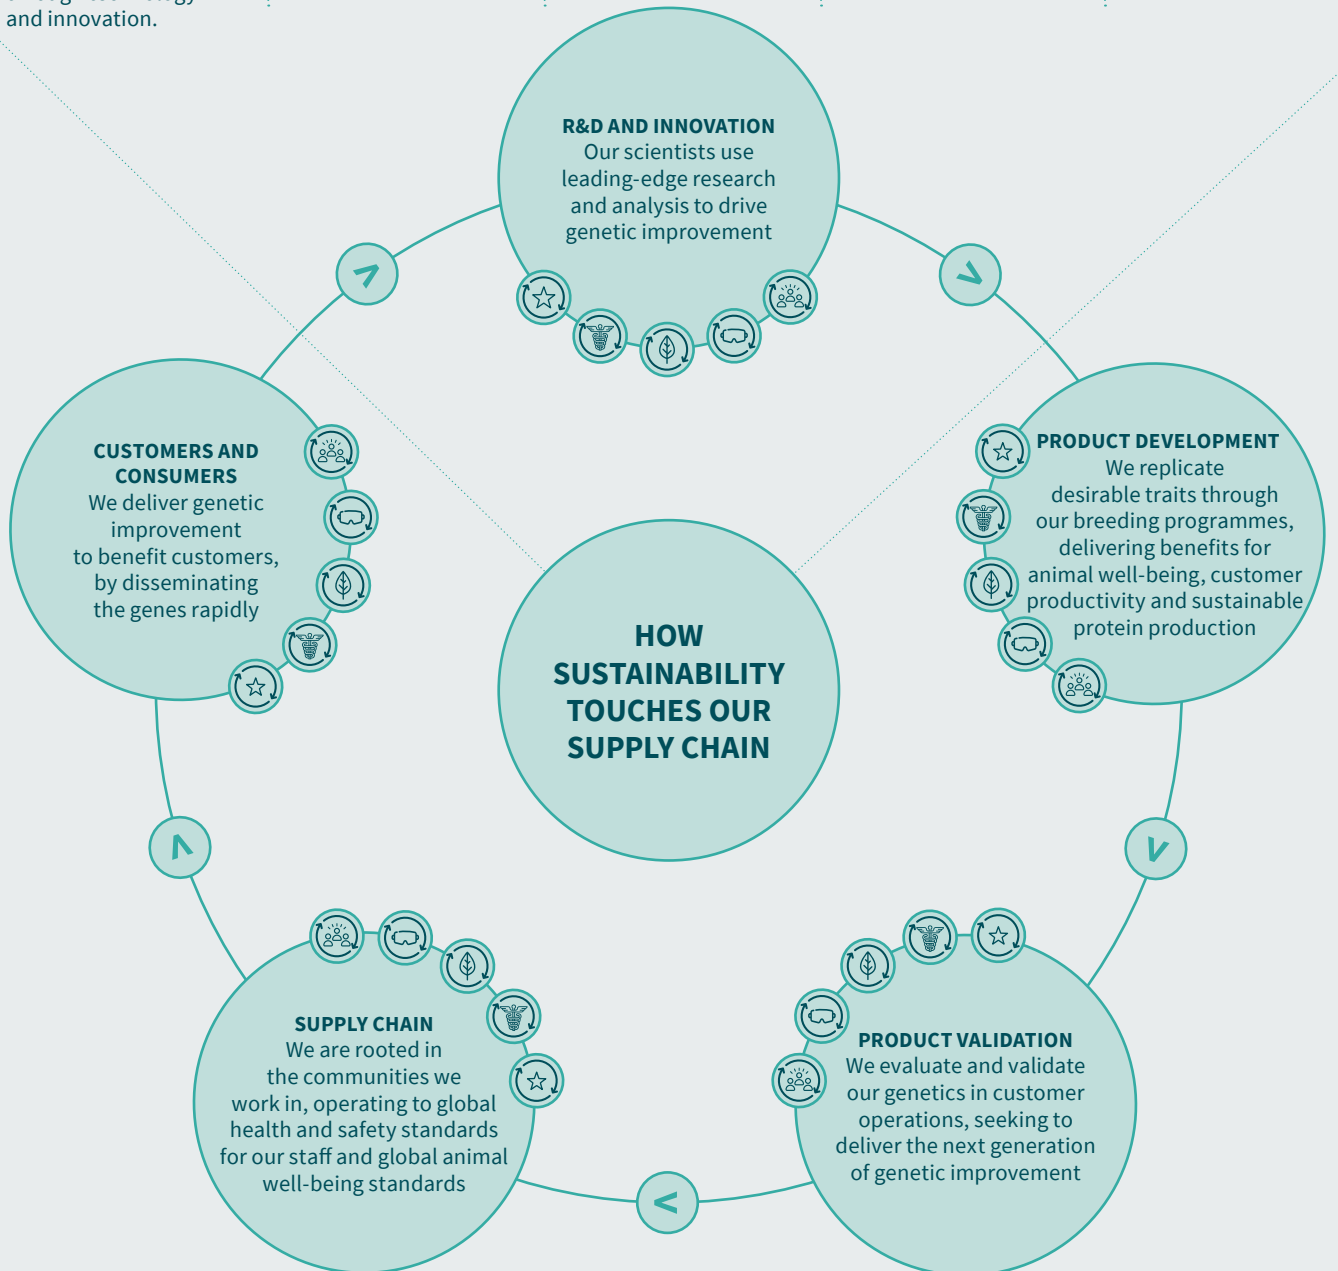 and innovation.
R&D AND INNOVATION
Our scientists use
leading-edge research
and analysis to drive
genetic improvement
CUSTOMERS AND
CONSUMERS
We deliver genetic
improvement
to benefit customers,
by disseminating
the genes rapidly
PRODUCT DEVELOPMENT
We replicate
desirable traits through
our breeding programmes,
delivering benefits for
animal well-being, customer
productivity and sustainable
protein production
HOW
SUSTAINABILITY
TOUCHES OUR
SUPPLY CHAIN
SUPPLY CHAIN
We are rooted in
the communities we
work in, operating to global
health and safety standards
for our staff and global animal
well-being standards
PRODUCT VALIDATION
We evaluate and validate
our genetics in customer
operations, seeking to
deliver the next generation
of genetic improvement